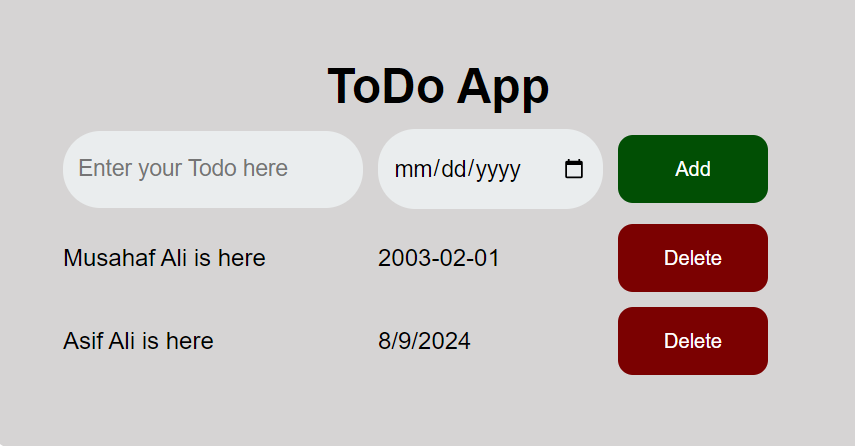 ToDo App
Enter your Todo here mm/dd/yyyy Add
Musahaf Ali is here 2003-02-01 Delete
Asif Ali is here 8/9/2024 Delete